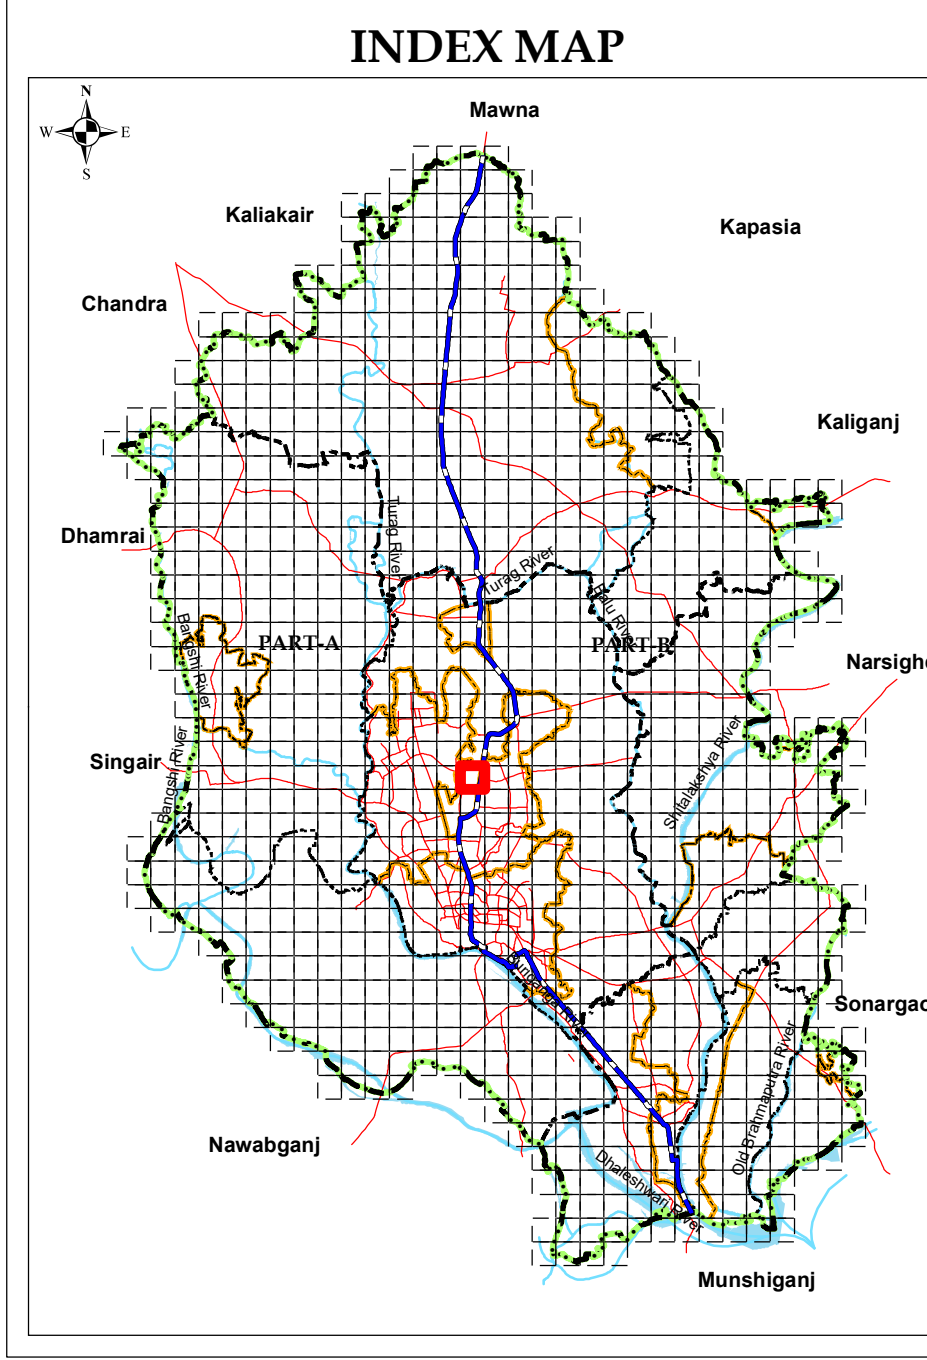 INDEX MAP
N
W E
S
Mawna
Kaliakair
Kapasia
Chandra
Kaliganj
Dhamrai
Turag River
Turag River
Balu River
Bangshi River
PART-A
PART-B
Narsigh
Singair
Bangshi River
Shitalakshya River
Buriganga River
Sonargao
Old Brahmaputra River
Nawabganj
Dhaleshwari River
Munshiganj